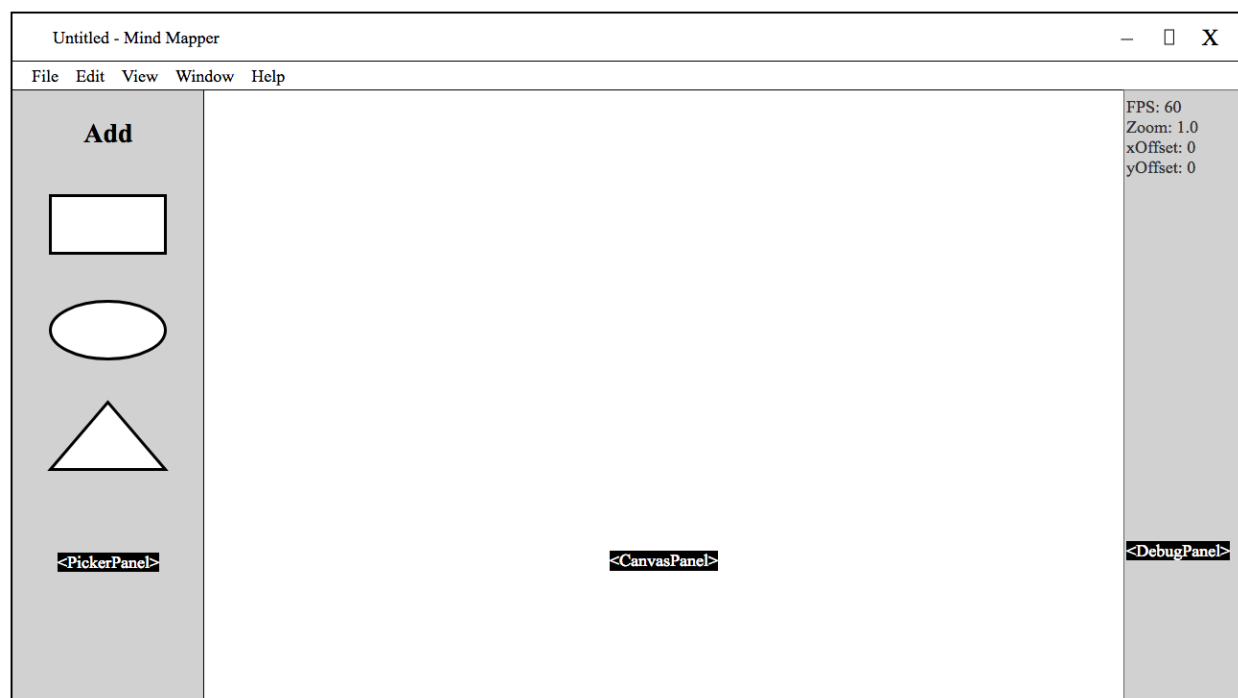 Untitled - Mind Mapper
X
File Edit View Window Help
Add
FPS: 60
Zoom: 1.0
xOffset: 0
yOffset: 0
<PickerPanel>
<CanvasPanel>
<DebugPanel>